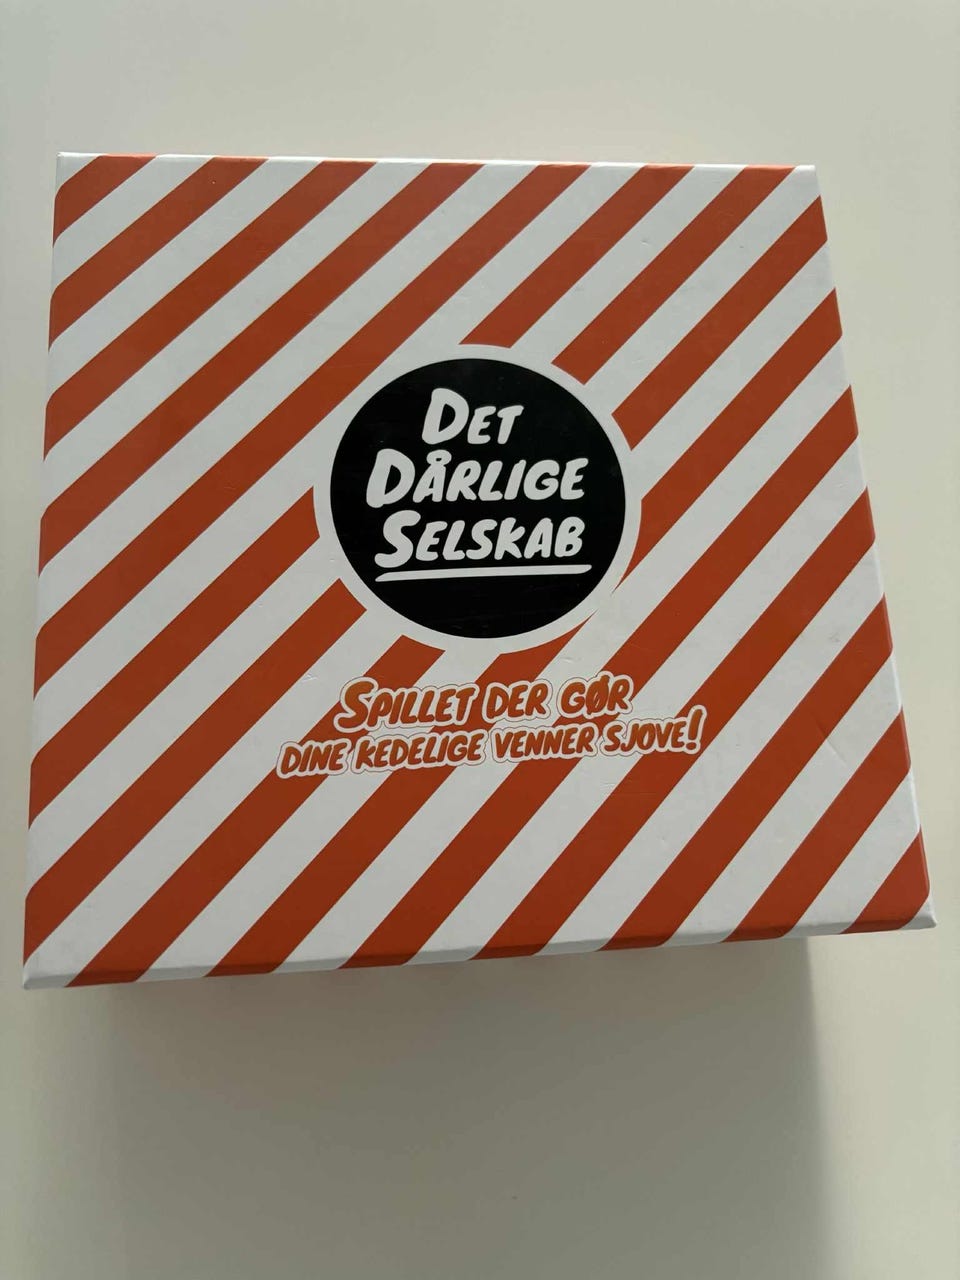 DET
DÅRLIGE
SELSKAB
SPILLET DER GØR
DINE KEDELIGE VENNER SJOVE!